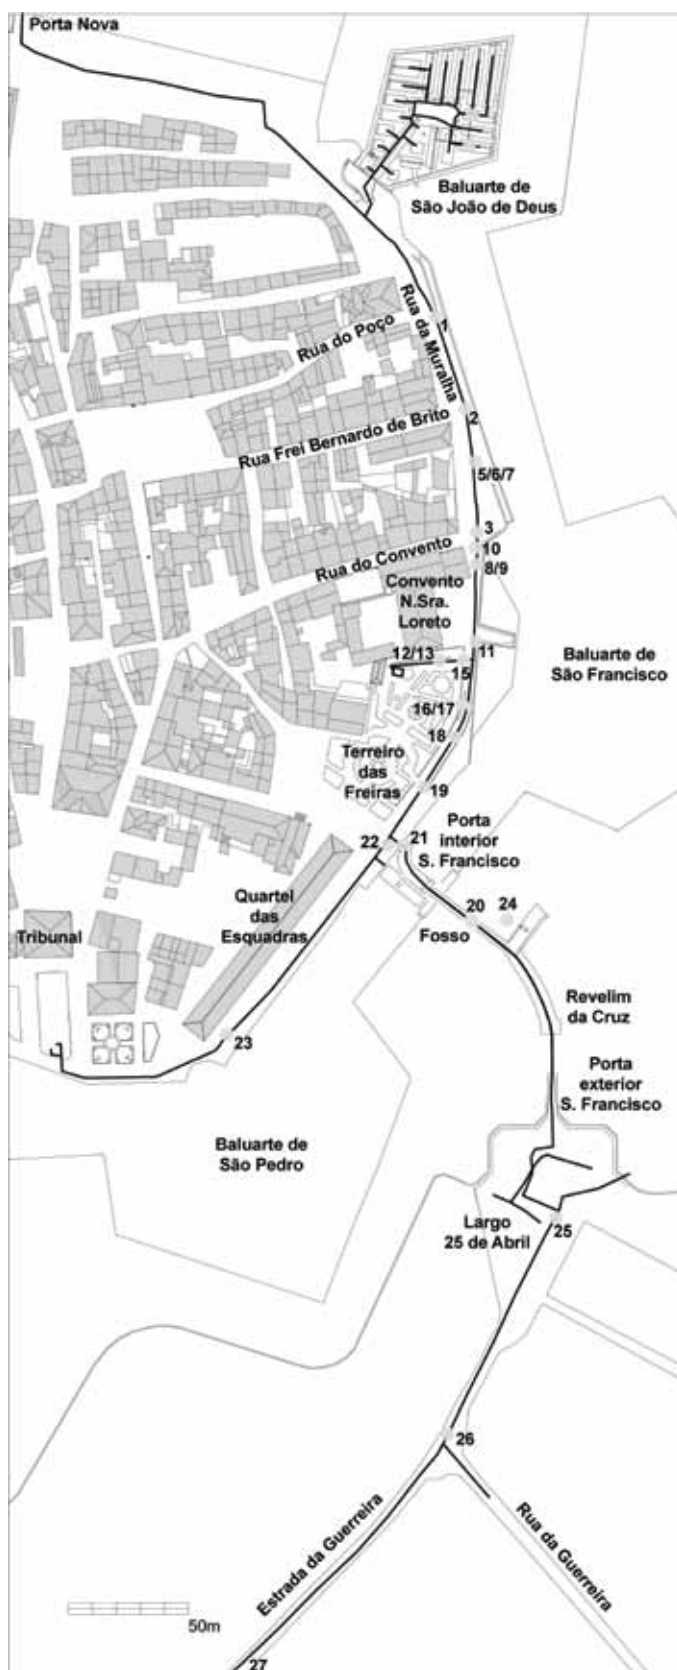 Porta Nova
Baluarte de
São João de Deus
Rua da Muralha
1
Rua do Poço
2
Rua Frei Bernardo de Brito
5/6/7
3
10
8/9
Rua do Convento
Convento
N.Sra.
Loreto
11
12/13
15
Baluarte de
São Francisco
16/17
18
Terreiro
das
Freiras
19
22
21
Porta
interior
S. Francisco
20
24
Quartel
das
Esquadras
Tribunal
Fosso
Revelim
da Cruz
23
Porta
exterior
S. Francisco
Baluarte de
São Pedro
Largo
25 de Abril
25
26
Estrada da Guerreira
Rua da Guerreira
50m
27